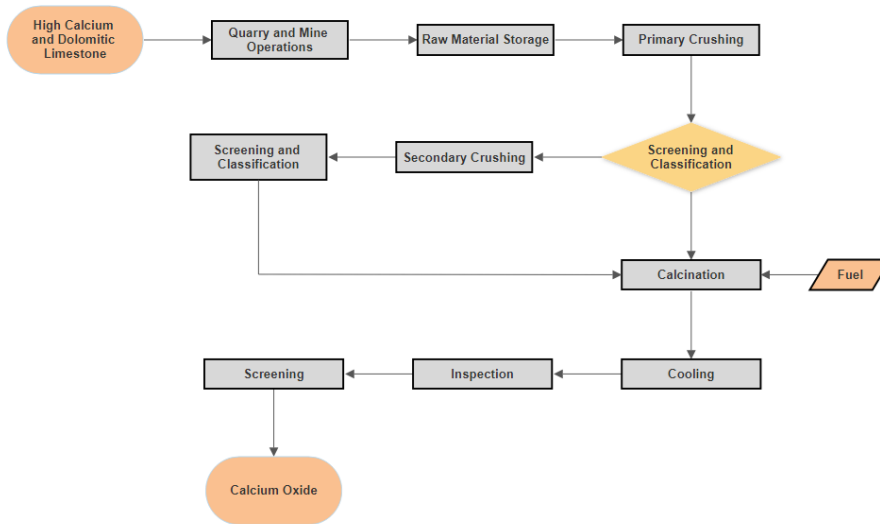 High Calcium
and Dolomitic
Limestone
Quarry and Mine
Operations
Raw Material Storage
Primary Crushing
Screening and
Classification
Secondary Crushing
Screening and
Classification
Calcination
Fuel
Cooling
Inspection
Screening
Calcium Oxide